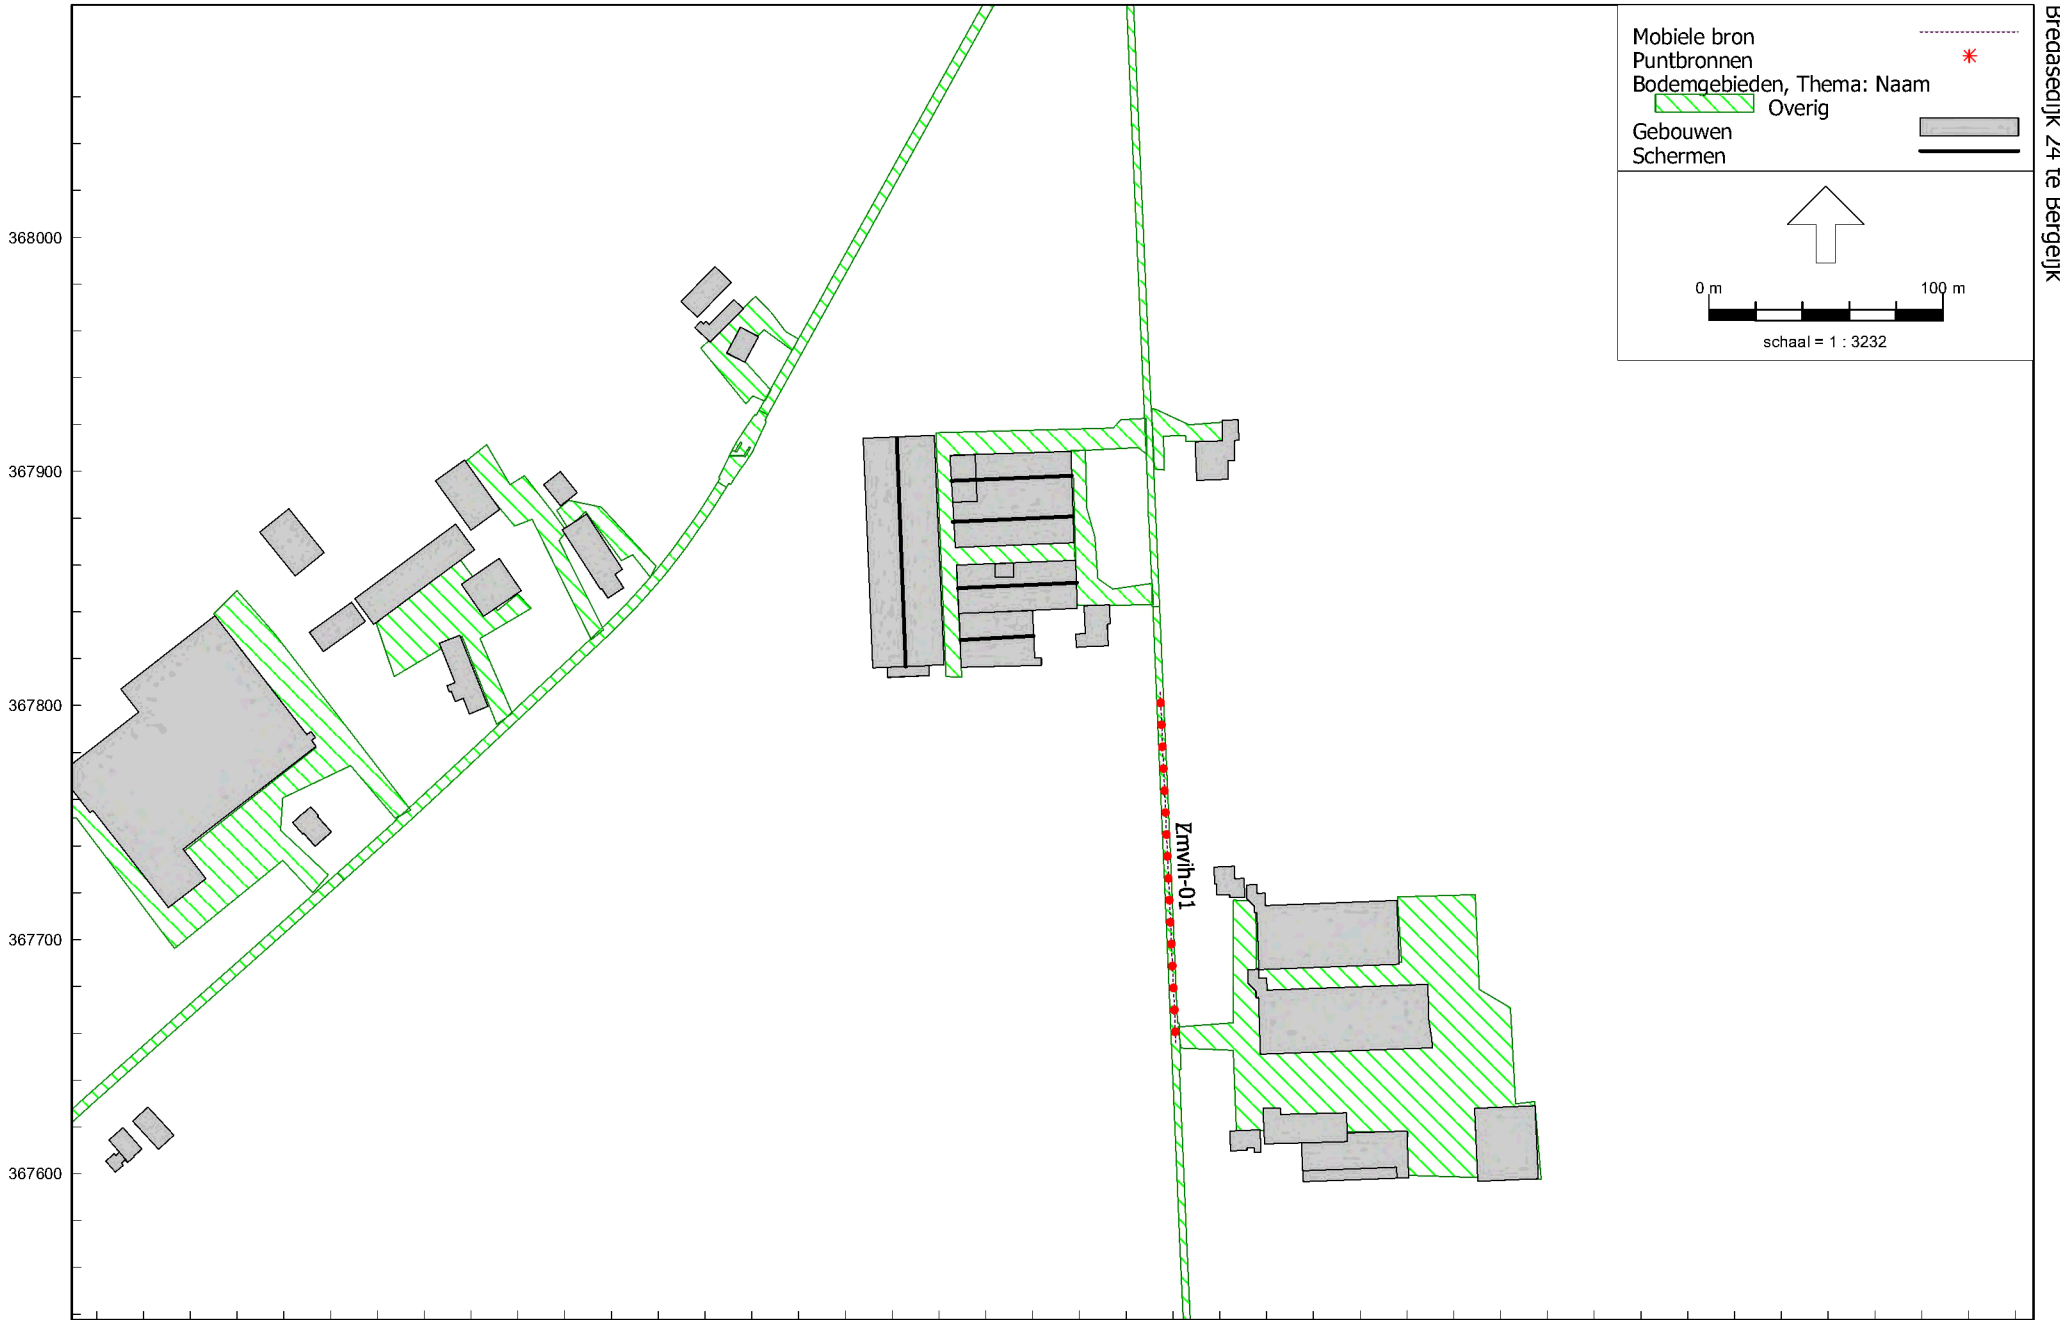 Mobiele bron
Puntbronnen
Bodemgebieden, Thema: Naam
Overig
Gebouwen
Schermen
0 m 100 m
schaal = 1 : 3232
Bredasedijk 24 te Bergeijk
368000
367900
367800
367700
367600
Zmvih-01